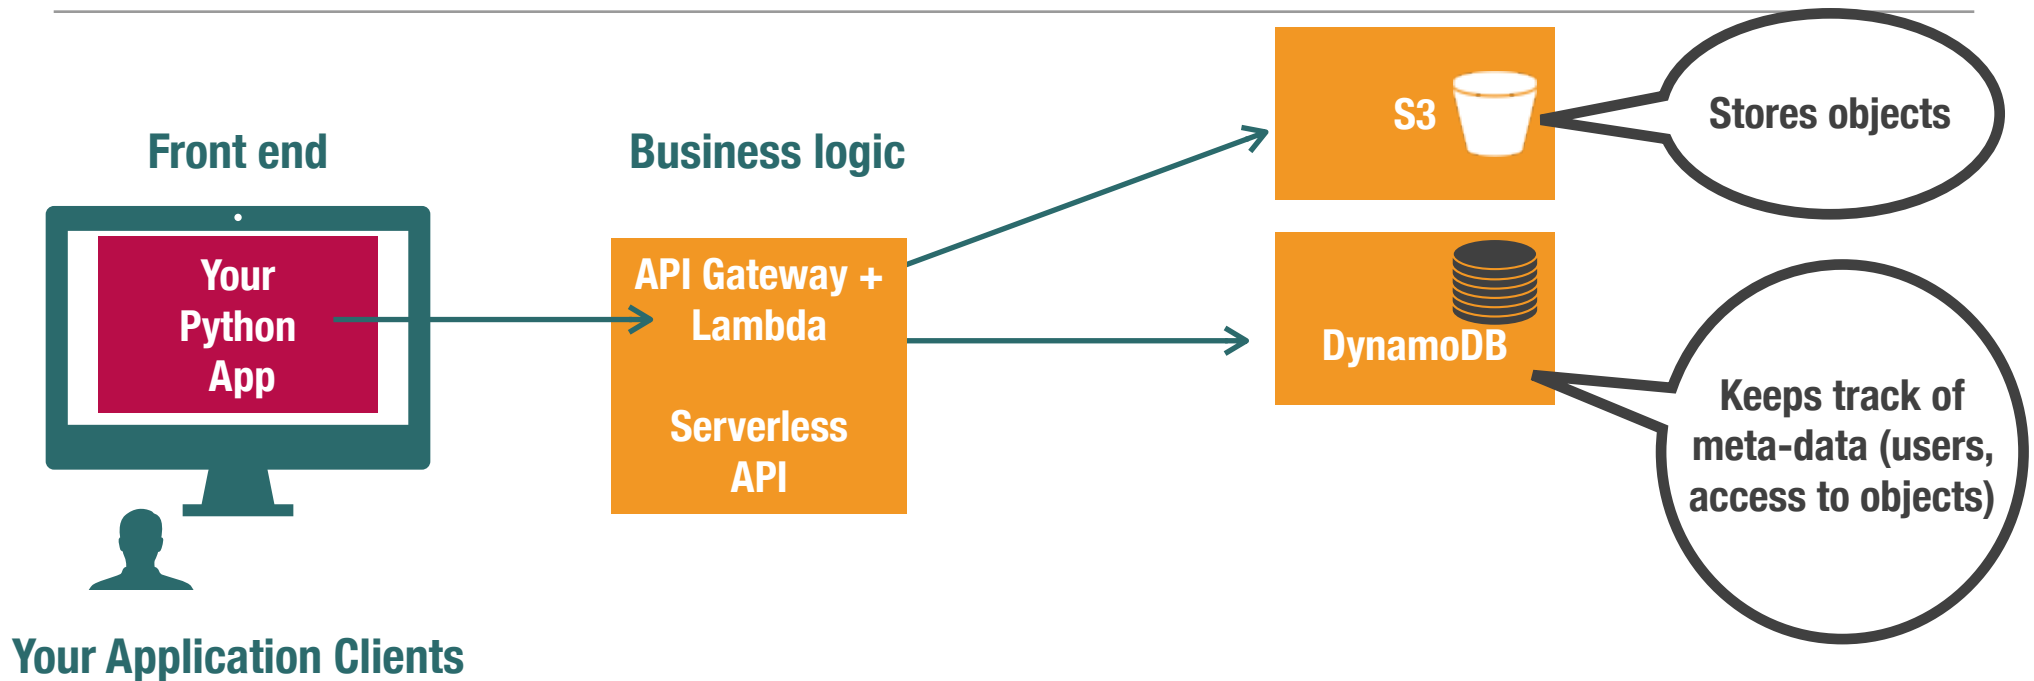 Front end
Your
Python
App
Your Application Clients
Business logic
API Gateway +
Lambda
Serverless
API
S3
Stores objects
DynamoDB
Keeps track of
meta-data (users,
access to objects)